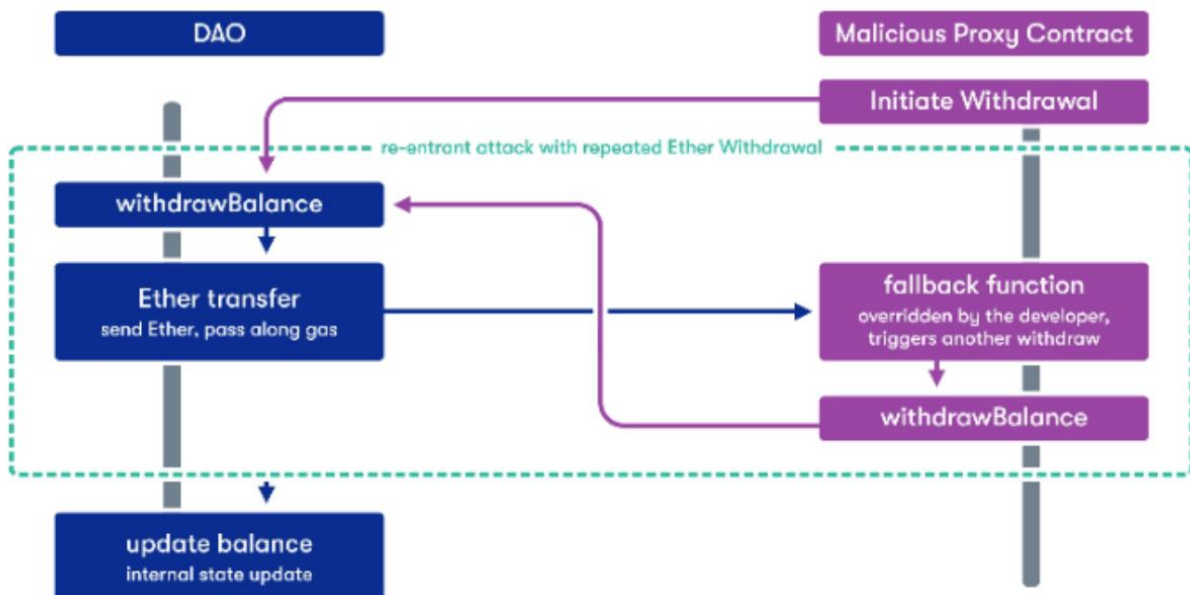 DAO
Malicious Proxy Contract
Initiate Withdrawal
re-entrant attack with repeated Ether Withdrawal
withdrawBalance
Ether transfer
send Ether, pass along gas
fallback function
overridden by the developer,
triggers another withdraw
withdrawBalance
update balance
internal state update